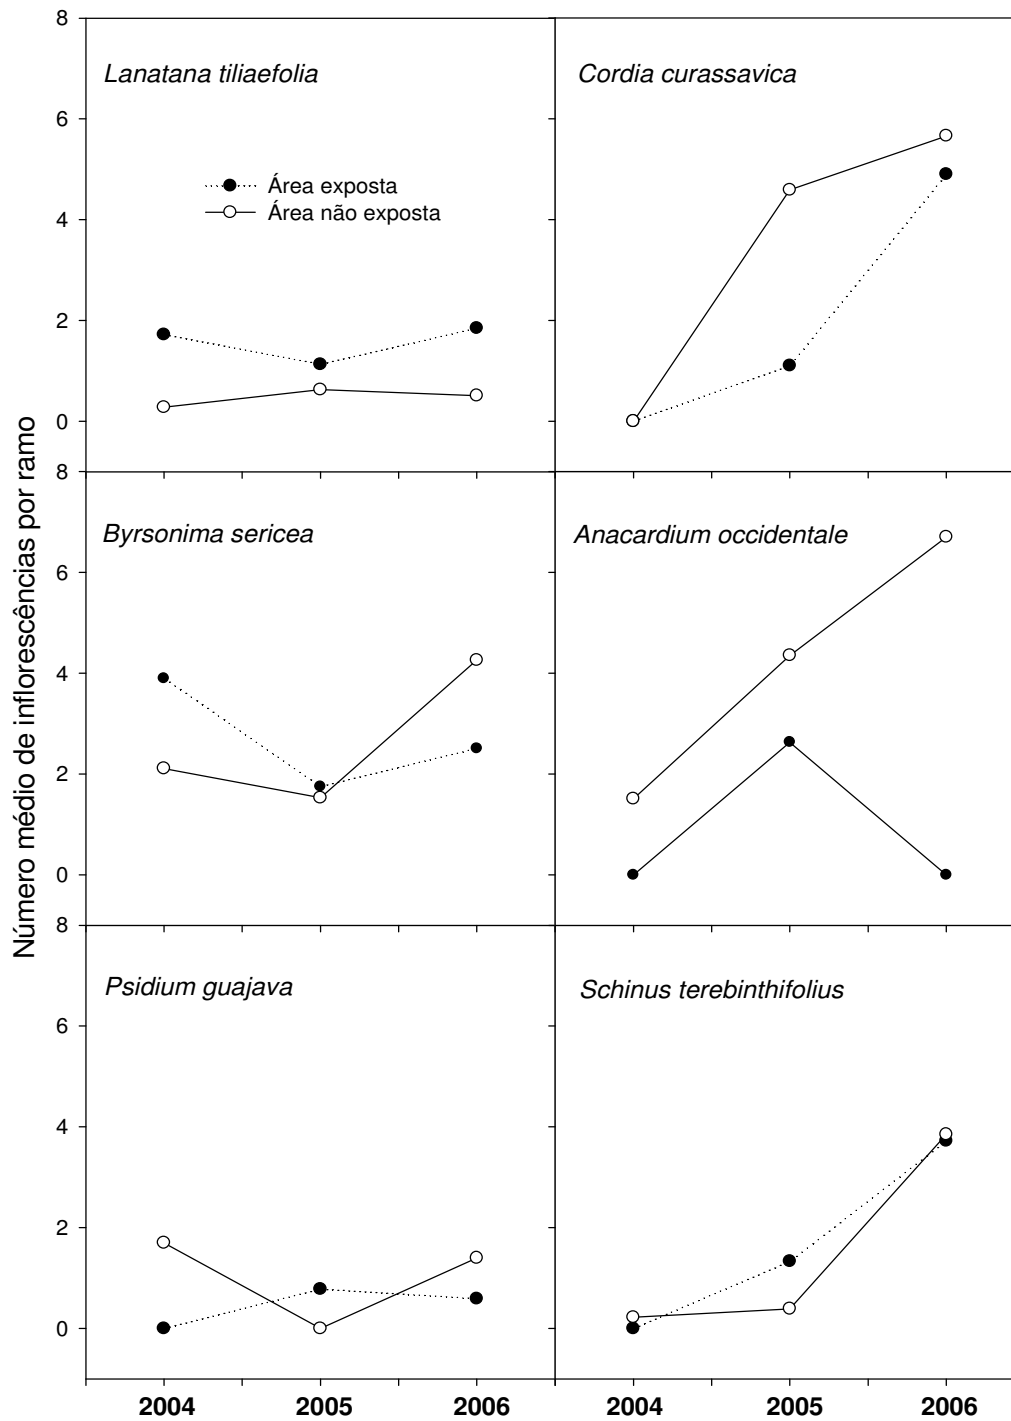 Número médio de inflorescências por ramo
8
6
4
2
0
Lanatana tiliaefolia
Área exposta
Área não exposta
Cordia curassavica
8
6
4
2
0
Byrsonima sericea
Anacardium occidentale
8
6
4
2
0
Psidium guajava
Schinus terebinthifolius
2004 2005 2006 2004 2005 2006